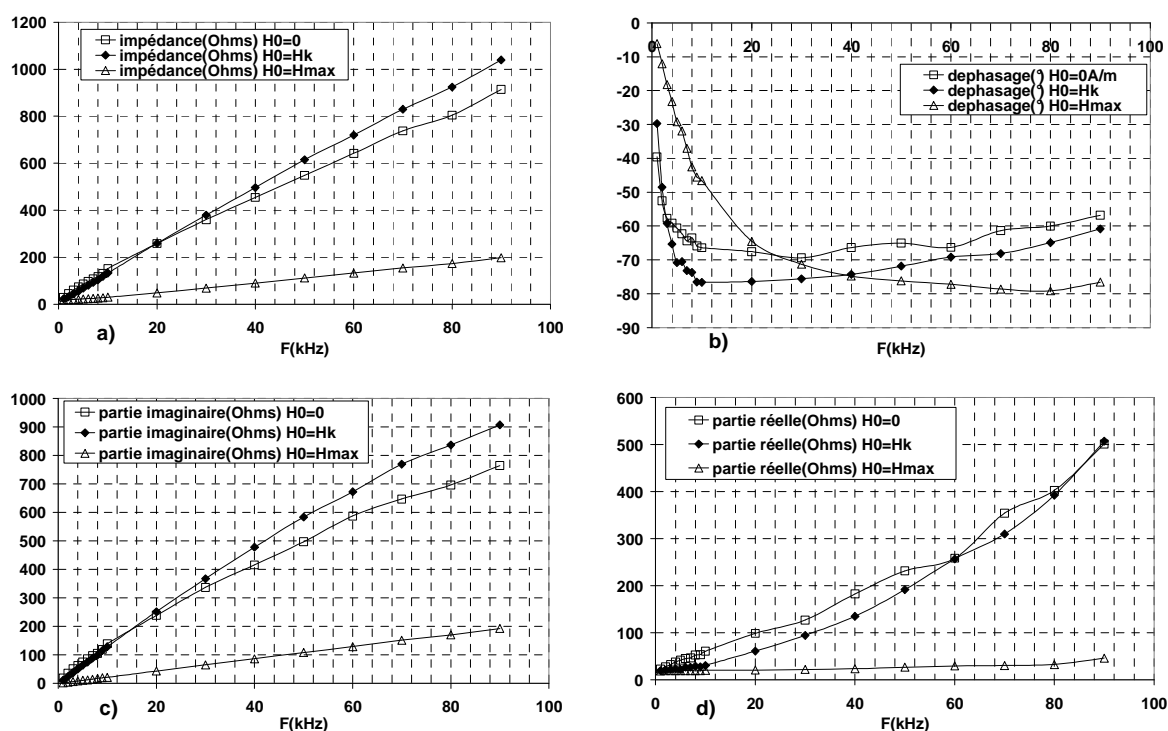 1200
1000
800
600
400
200
0
impédance(Ohms) H0=0
impédance(Ohms) H0=Hk
impédance(Ohms) H0=Hmax
0 20 40 60 80 100
a)
F(kHz)
0
-10
-20
-30
-40
-50
-60
-70
-80
-90
0 20 40 60 80 100
dephasage(°) H0=0A/m
dephasage(°) H0=Hk
dephasage(°) H0=Hmax
b)
F(kHz)
1000
900
800
700
600
500
400
300
200
100
0
partie imaginaire(Ohms) H0=0
partie imaginaire(Ohms) H0=Hk
partie imaginaire(Ohms) H0=Hmax
0 20 40 60 80 100
c)
F(kHz)
600
500
400
300
200
100
0
partie réelle(Ohms) H0=0
partie réelle(Ohms) H0=Hk
partie réelle(Ohms) H0=Hmax
0 20 40 60 80 100
d)
F(kHz)